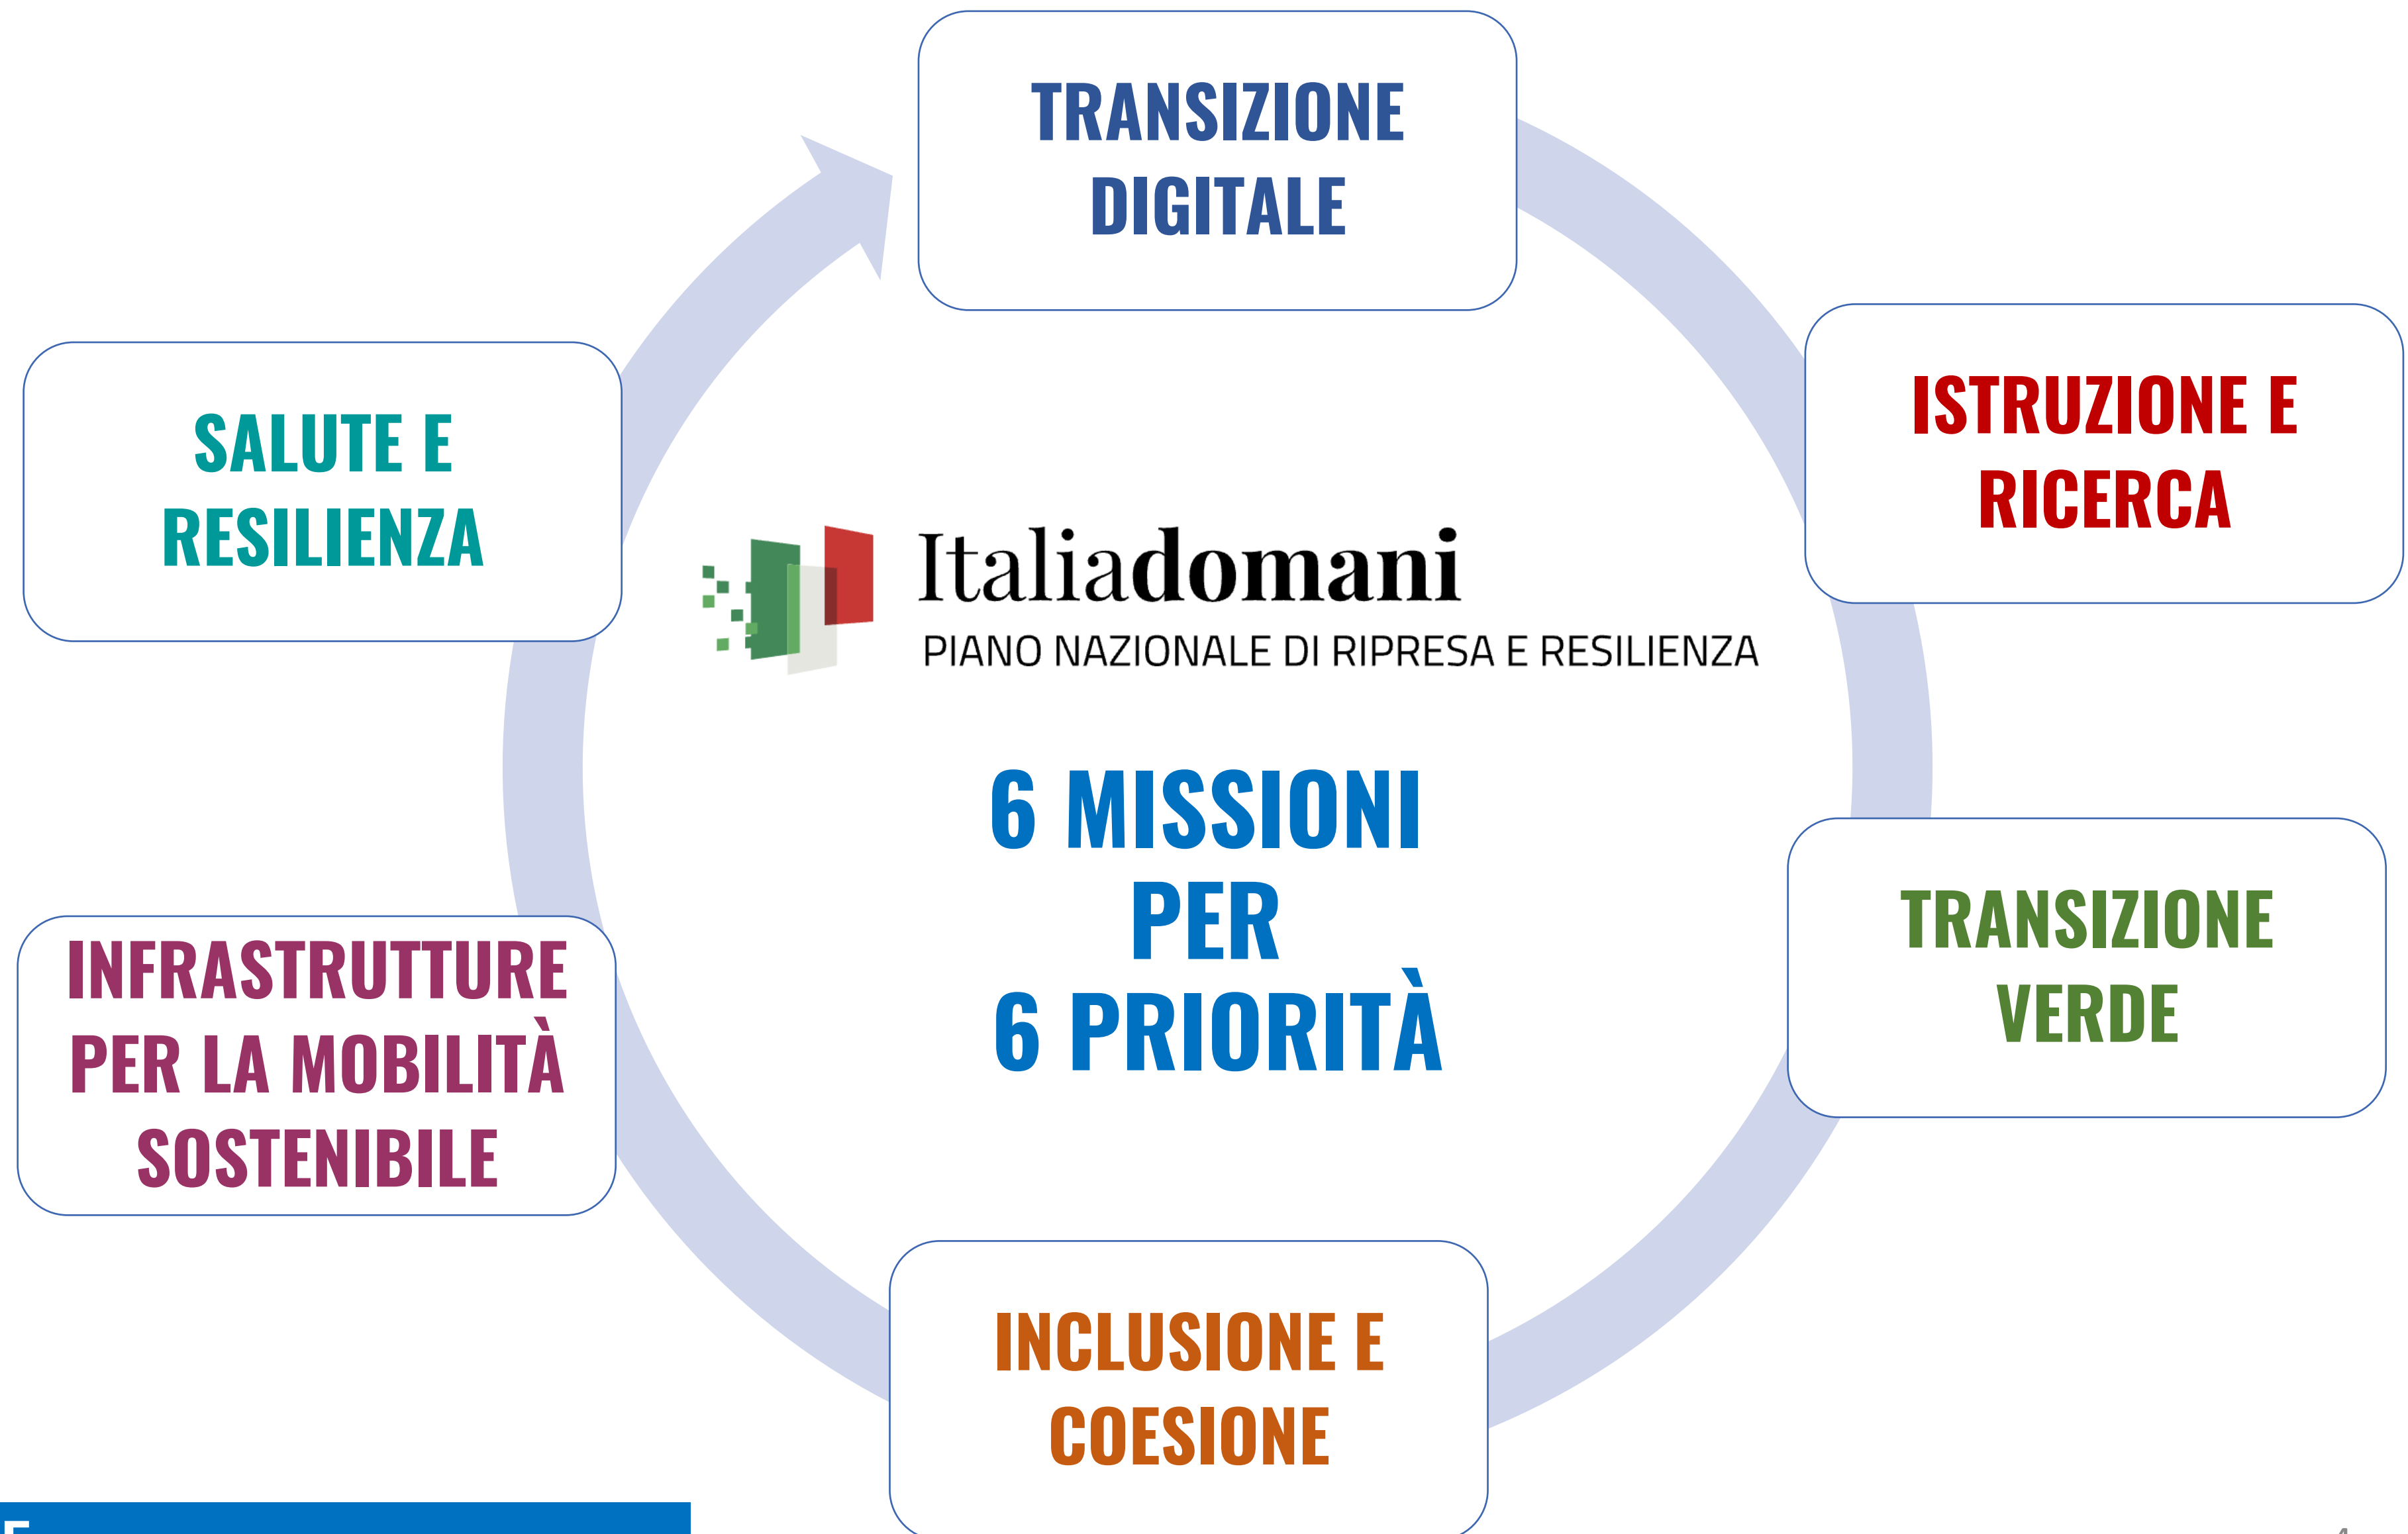 TRANSIZIONE
DIGITALE
ISTRUZIONE E
RICERCA
SALUTE E
RESILIENZA
Italiadomani
PIANO NAZIONALE DI RIPRESA E RESILIENZA
6 MISSIONI
PER
6 PRIORITÀ
TRANSIZIONE
VERDE
INFRASTRUTTURE
PER LA MOBILITÀ
SOSTENIBILE
INCLUSIONE E
COESIONE